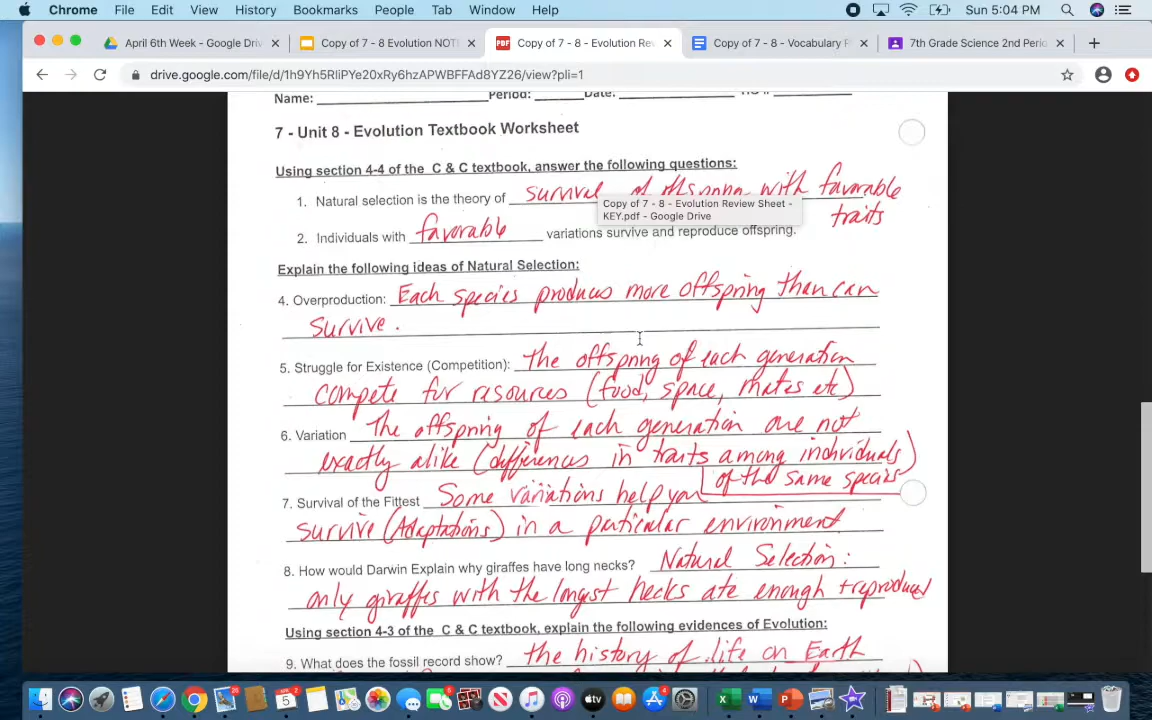 Chrome File Edit View History Bookmarks People Tab Window Help Sun 5:04 PM
April 6th Week - Google Driv Copy of 7 - 8 Evolution NOT Copy of 7 - 8 - Evolution Rev Copy of 7 - 8 - Vocabulary P 7th Grade Science 2nd Perio
drive.google.com/file/d/1h9Yh5RliPYe20xRy6hzAPWBFFAd8YZ26/view?pli=1
Name: Period: Date:
7 - Unit 8 - Evolution Textbook Worksheet
Using section 4-4 of the C & C textbook, answer the following questions:
1. Natural selection is the theory of survival of offspring with favorable
traits
Copy of 7 - 8 - Evolution Review Sheet -
KEY.pdf - Google Drive
2. Individuals with favorable variations survive and reproduce offspring.
Explain the following ideas of Natural Selection:
4. Overproduction: Each species produces more offspring than can
survive.
5. Struggle for Existence (Competition): the offspring of each generation
compete for resources (food, space, mates etc)
6. Variation The offspring of each generation are not
exactly alike (differences in traits among individuals)
of the same species
7. Survival of the Fittest Some variations help you
survive (Adaptations) in a particular environment
8. How would Darwin Explain why giraffes have long necks? Natural Selection:
only giraffes with the longest necks ate enough + reproduced
Using section 4-3 of the C & C textbook, explain the following evidences of Evolution:
9. What does the fossil record show? the history of life on Earth